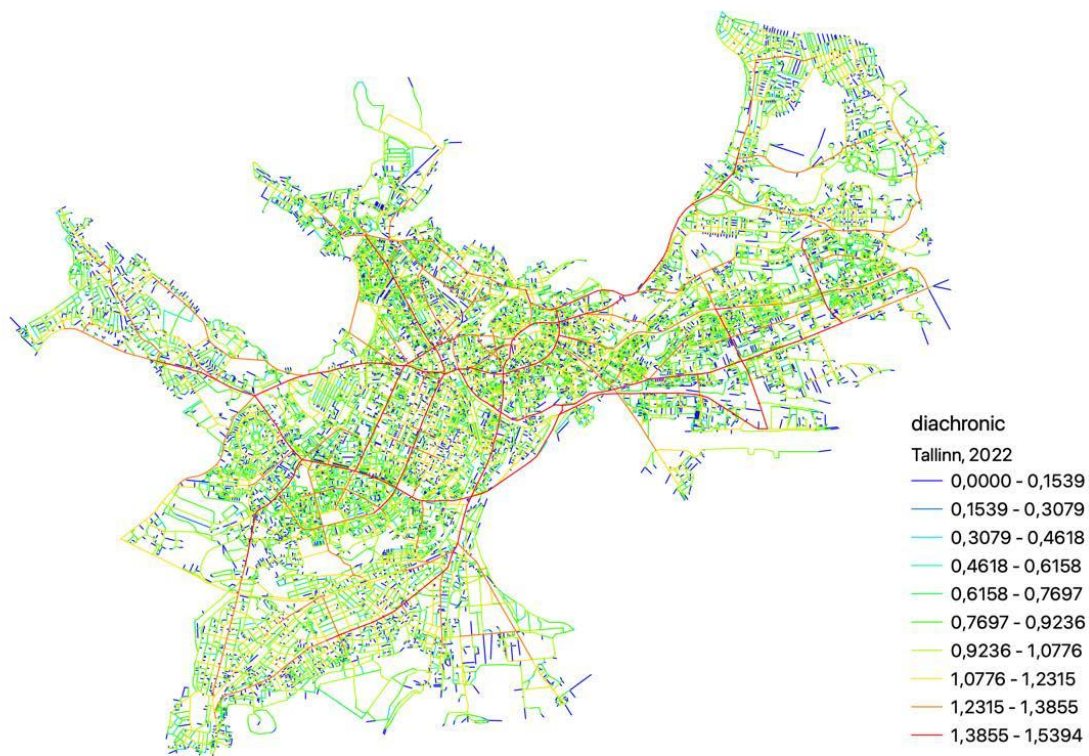 diachronic
Tallinn, 2022
0,0000 - 0,1539
0,1539 - 0,3079
0,3079 - 0,4618
0,4618 - 0,6158
0,6158 - 0,7697
0,7697 - 0,9236
0,9236 - 1,0776
1,0776 - 1,2315
1,2315 - 1,3855
1,3855 - 1,5394